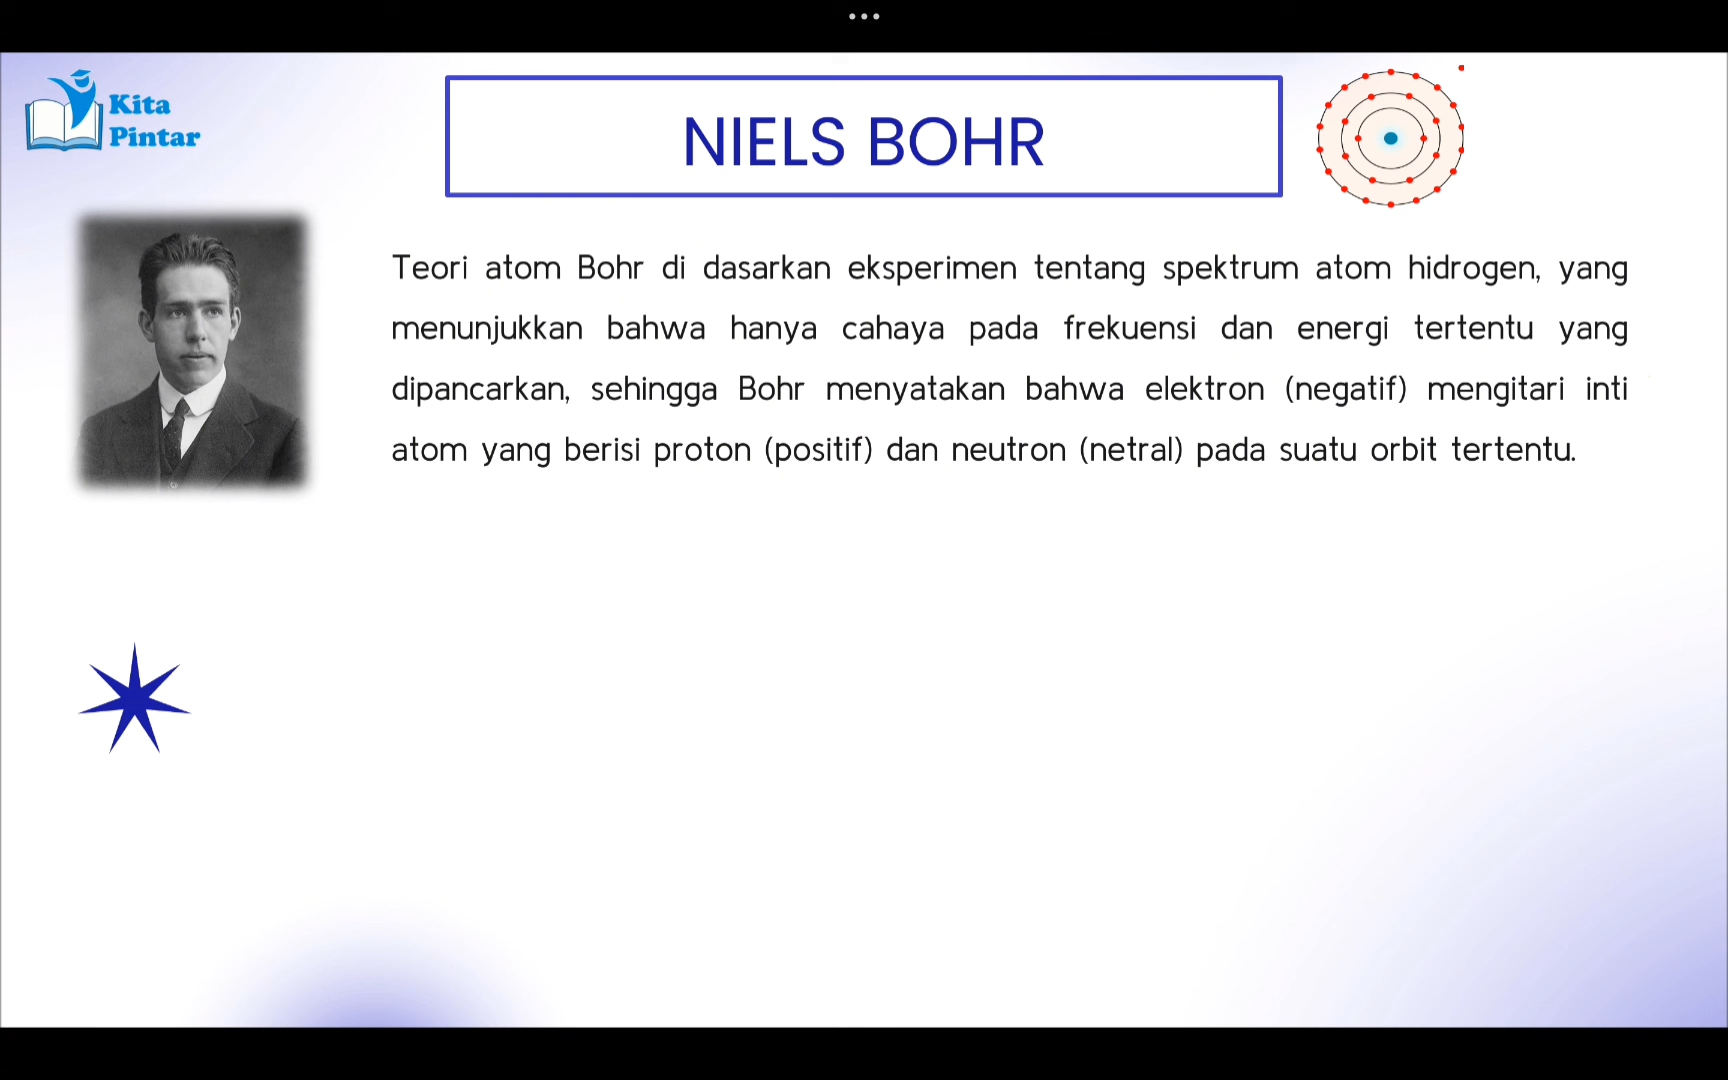 Kita
Pintar
NIELS BOHR
Teori atom Bohr di dasarkan eksperimen tentang spektrum atom hidrogen, yang
menunjukkan bahwa hanya cahaya pada frekuensi dan energi tertentu yang
dipancarkan, sehingga Bohr menyatakan bahwa elektron (negatif) mengitari inti
atom yang berisi proton (positif) dan neutron (netral) pada suatu orbit tertentu.